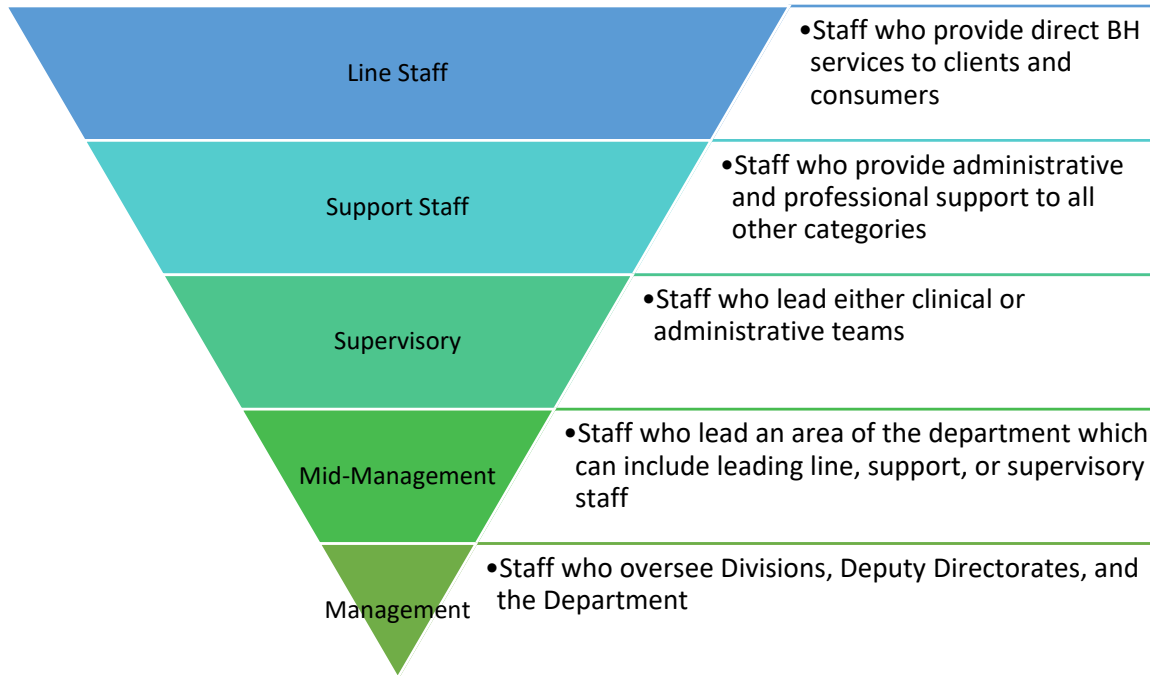 Line Staff
•Staff who provide direct BH
services to clients and
consumers
Support Staff
•Staff who provide administrative
and professional support to all
other categories
Supervisory
•Staff who lead either clinical or
administrative teams
Mid-Management
•Staff who lead an area of the department which
can include leading line, support, or supervisory
staff
Management
•Staff who oversee Divisions, Deputy Directorates, and
the Department